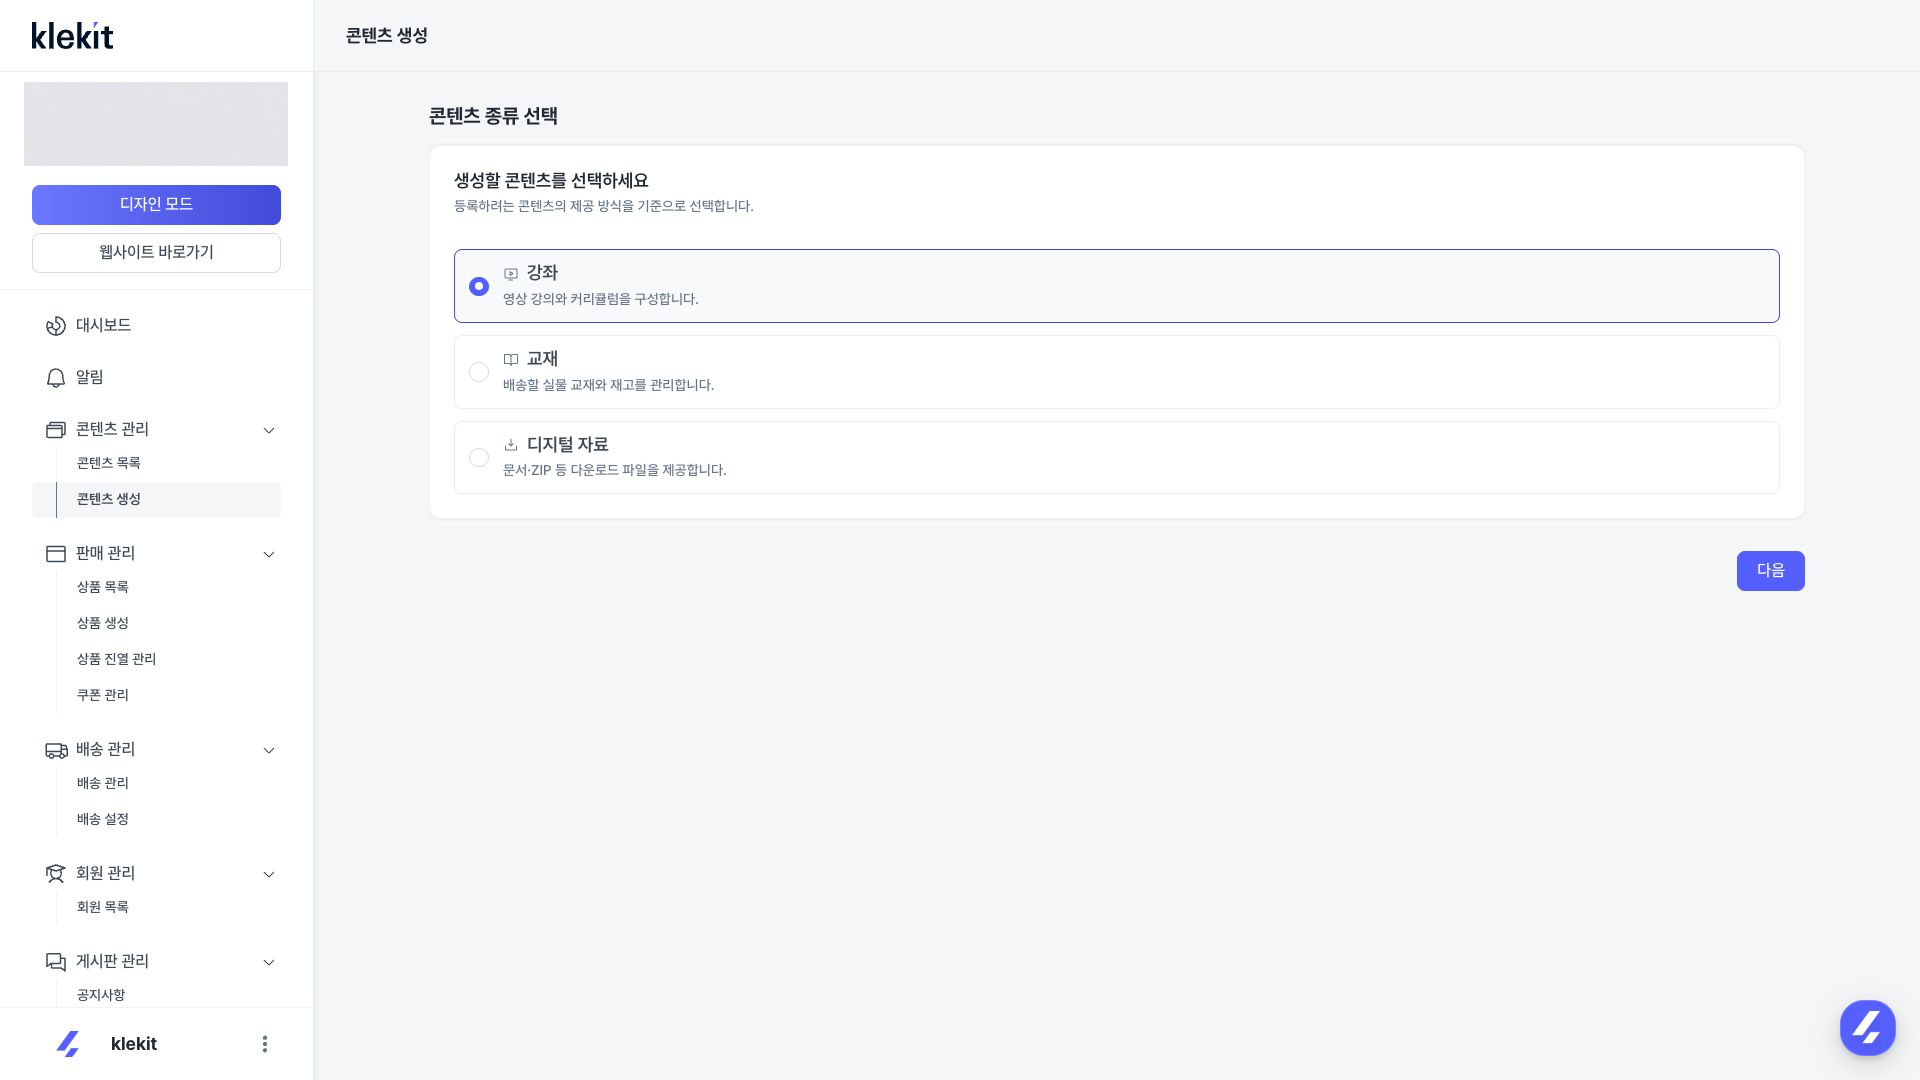 klekit
콘텐츠 생성
디자인 모드
웹사이트 바로가기
대시보드
알림
콘텐츠 관리
콘텐츠 목록
콘텐츠 생성
판매 관리
상품 목록
상품 생성
상품 진열 관리
쿠폰 관리
배송 관리
배송 관리
배송 설정
회원 관리
회원 목록
게시판 관리
공지사항
klekit
콘텐츠 종류 선택
생성할 콘텐츠를 선택하세요
등록하려는 콘텐츠의 제공 방식을 기준으로 선택합니다.
강좌
영상 강의와 커리큘럼을 구성합니다.
교재
배송할 실물 교재와 재고를 관리합니다.
디지털 자료
문서·ZIP 등 다운로드 파일을 제공합니다.
다음